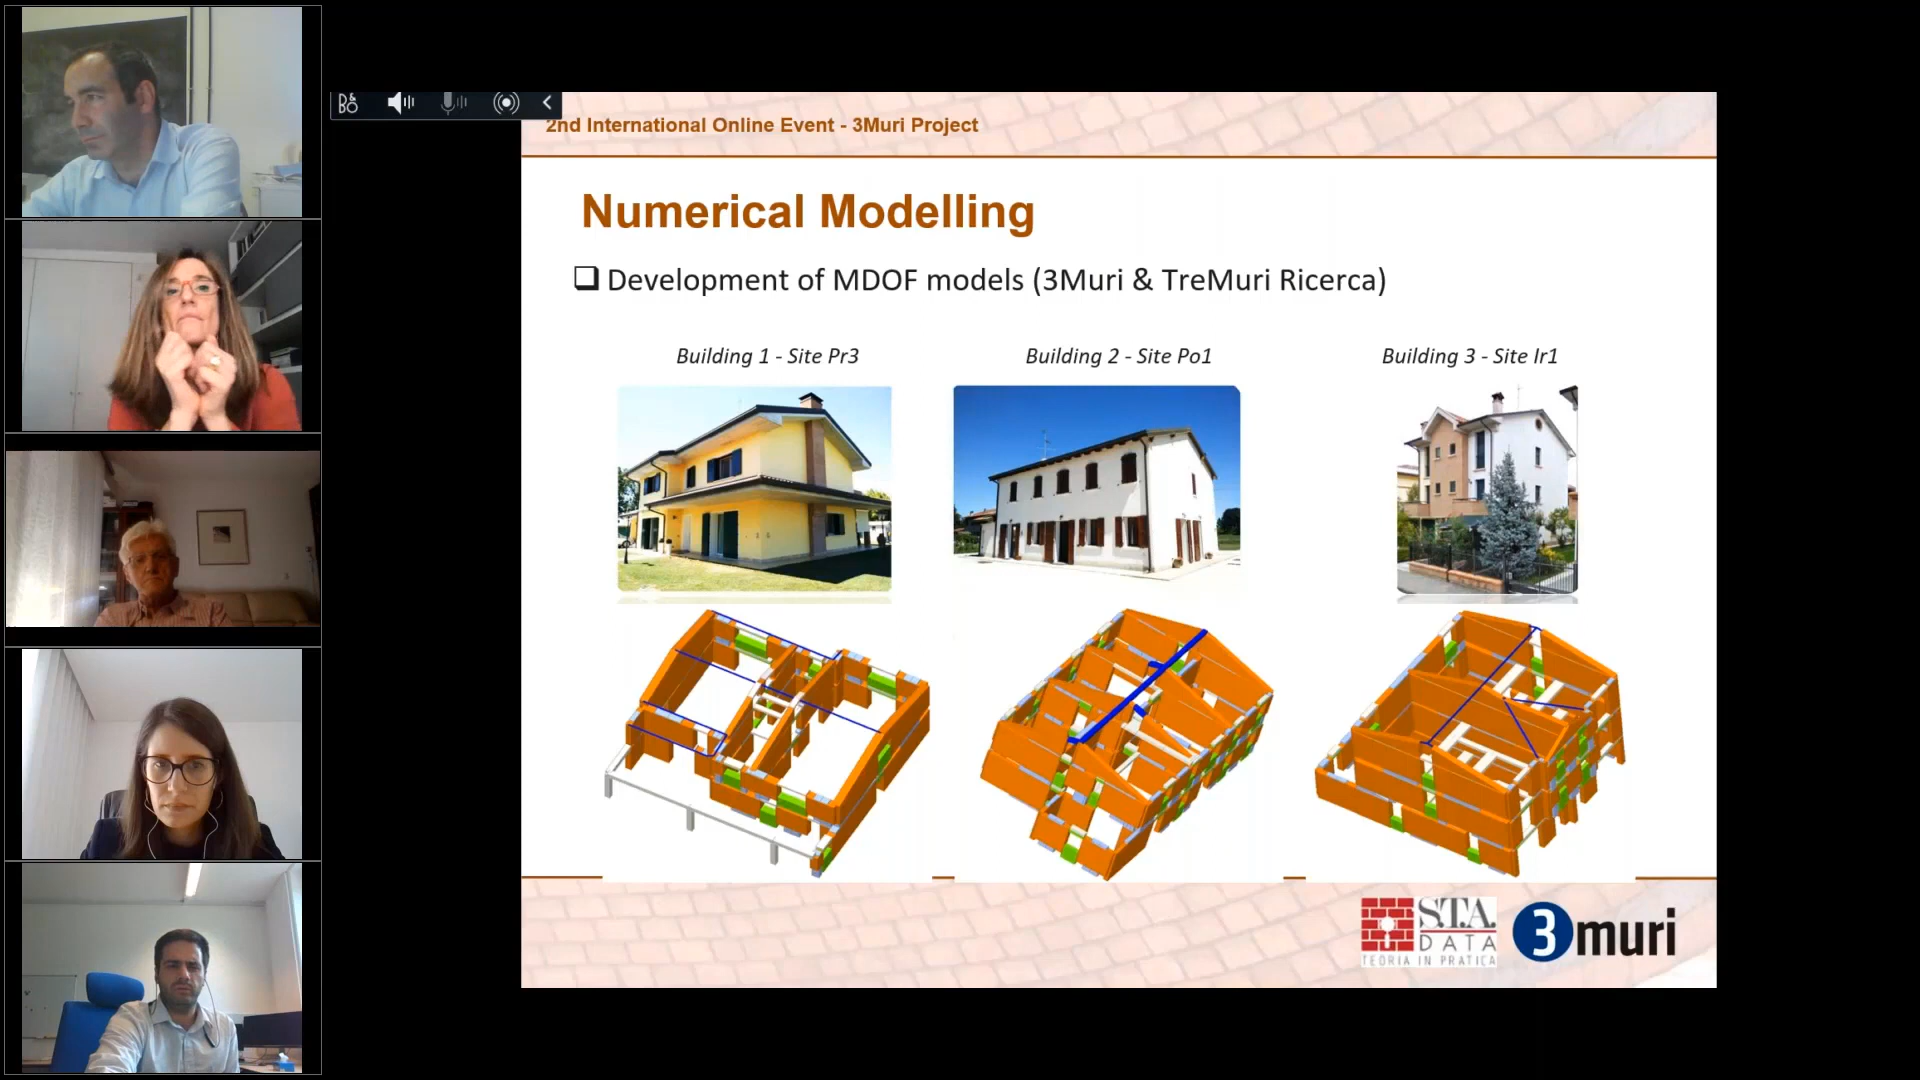 B&O
2nd International Online Event - 3Muri Project
Numerical Modelling
❑ Development of MDOF models (3Muri & TreMuri Ricerca)
Building 1 - Site Pr3
Building 2 - Site Po1
Building 3 - Site Ir1
S.T.A.
DATA
TEORIA IN PRATICA
3muri